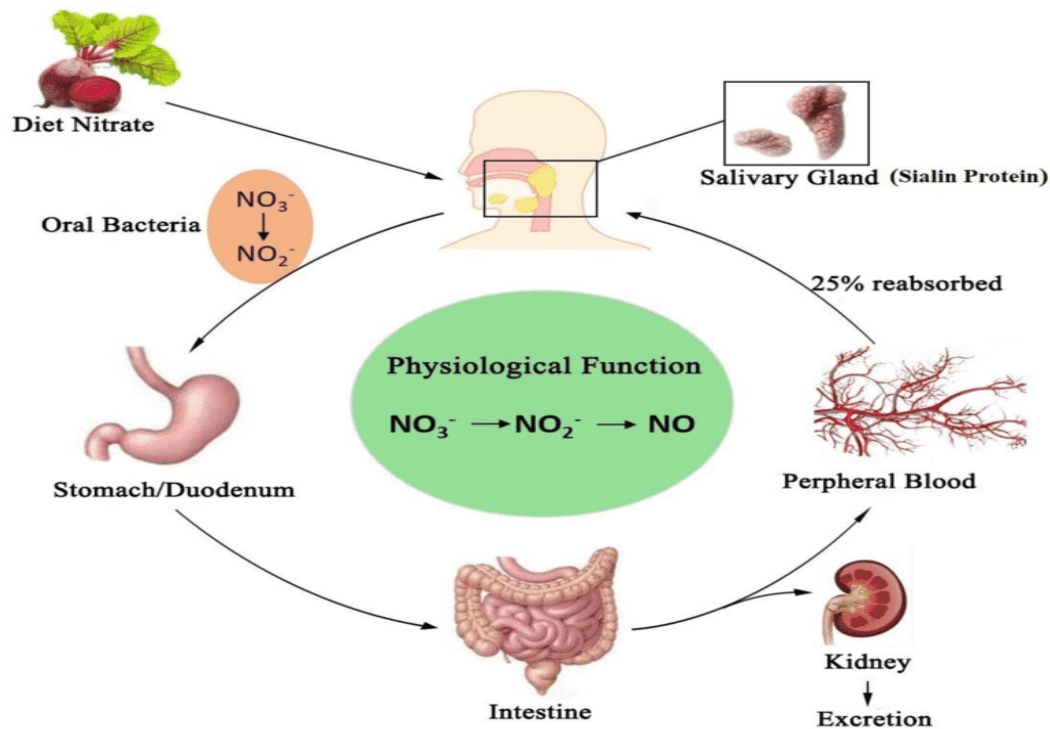 Diet Nitrate
Salivary Gland (Sialin Protein)
Oral Bacteria
NO₃⁻
NO₂⁻
25% reabsorbed
Physiological Function
NO₃⁻ → NO₂⁻ → NO
Stomach/Duodenum
Perpheral Blood
Intestine
Kidney
Excretion